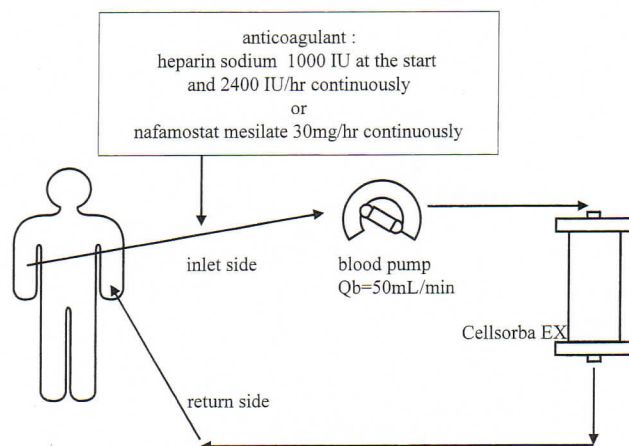 anticoagulant :
heparin sodium 1000 IU at the start
and 2400 IU/hr continuously
or
nafamostat mesilate 30mg/hr continuously
inlet side
blood pump
Qb=50mL/min
Cellsorba EX
return side